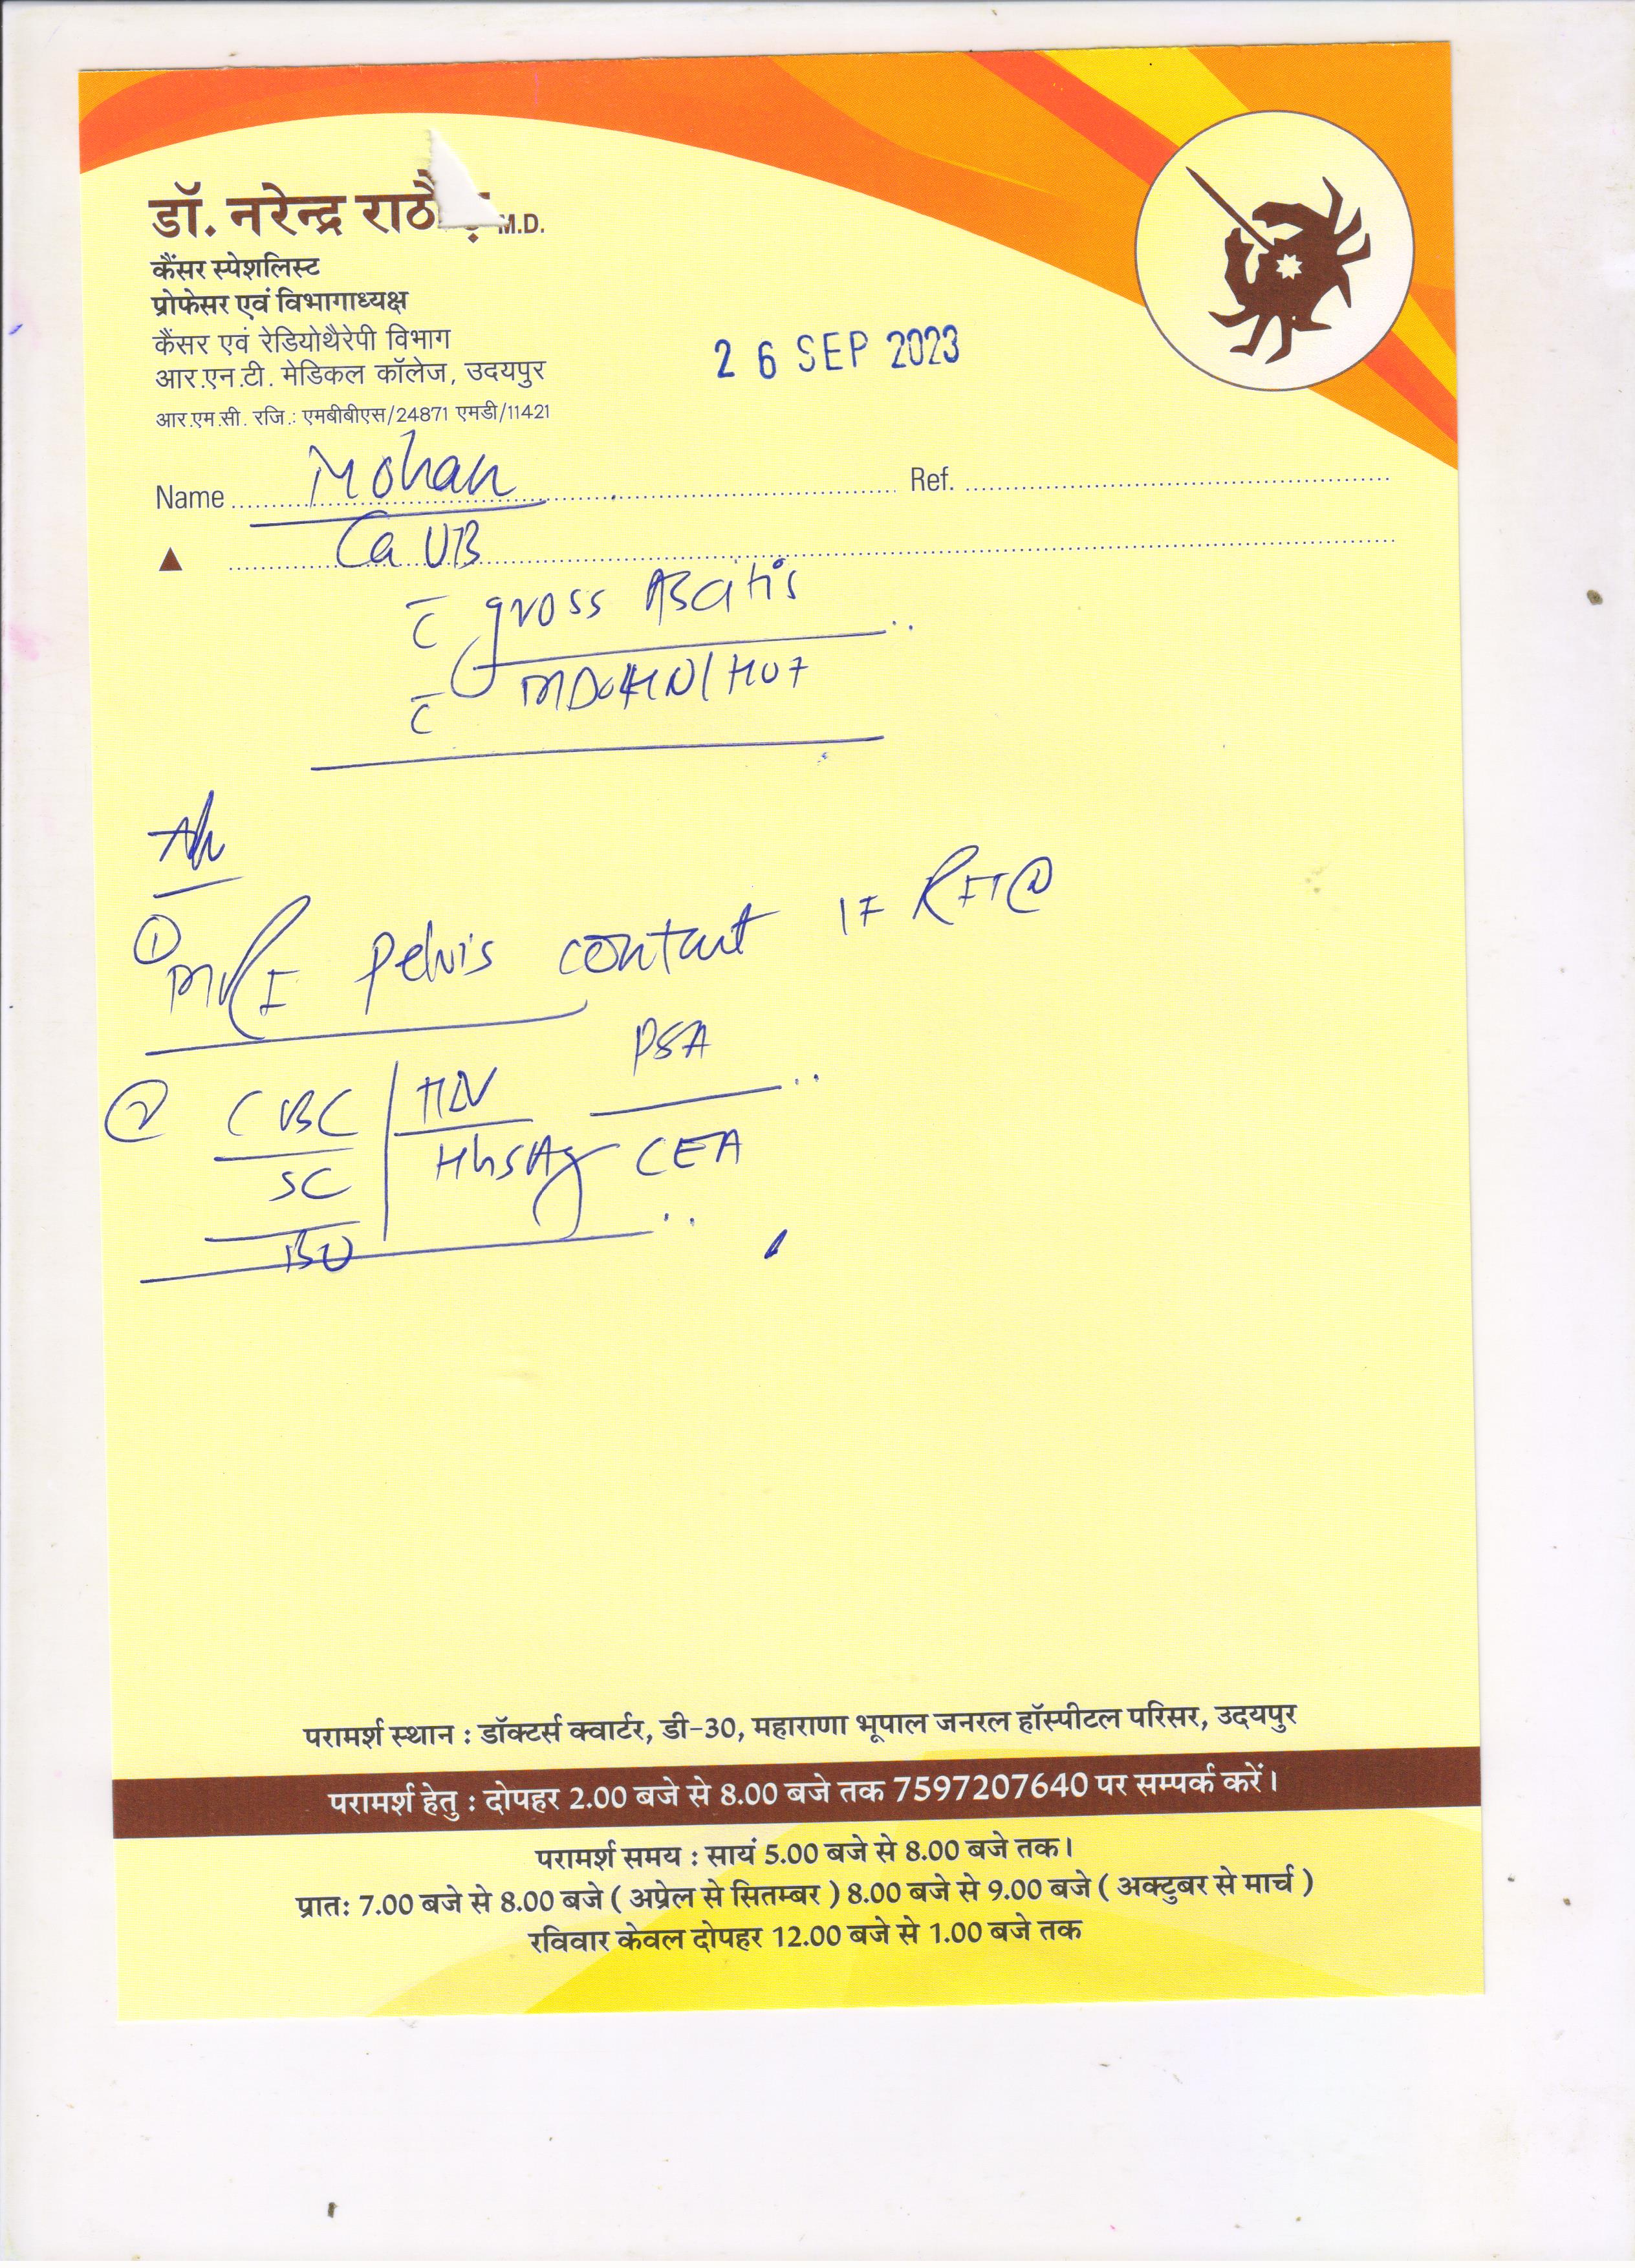 डॉ. नरेन्द्र राठौड़ M.D.
कैंसर स्पेशलिस्ट
प्रोफेसर एवं विभागाध्यक्ष
कैंसर एवं रेडियोथैरेपी विभाग
आर.एन.टी. मेडिकल कॉलेज, उदयपुर
आर.एम.सी. रजि.: एमबीबीएस/24871 एमडी/11421
2 6 SEP 2023
Name Mohan Ref.
Ca UB
c̄ gross Ascitis
c̄ HN/HUF
①
MRI Pelvis contrast IF RFT Ⓝ
② CBC HIV PSA
SC HbsAg CEA
BU
परामर्श स्थान : डॉक्टर्स क्वार्टर, डी-30, महाराणा भूपाल जनरल हॉस्पीटल परिसर, उदयपुर
परामर्श हेतु : दोपहर 2.00 बजे से 8.00 बजे तक 7597207640 पर सम्पर्क करें।
परामर्श समय : सायं 5.00 बजे से 8.00 बजे तक।
प्रातः 7.00 बजे से 8.00 बजे ( अप्रेल से सितम्बर ) 8.00 बजे से 9.00 बजे ( अक्टुबर से मार्च )
रविवार केवल दोपहर 12.00 बजे से 1.00 बजे तक